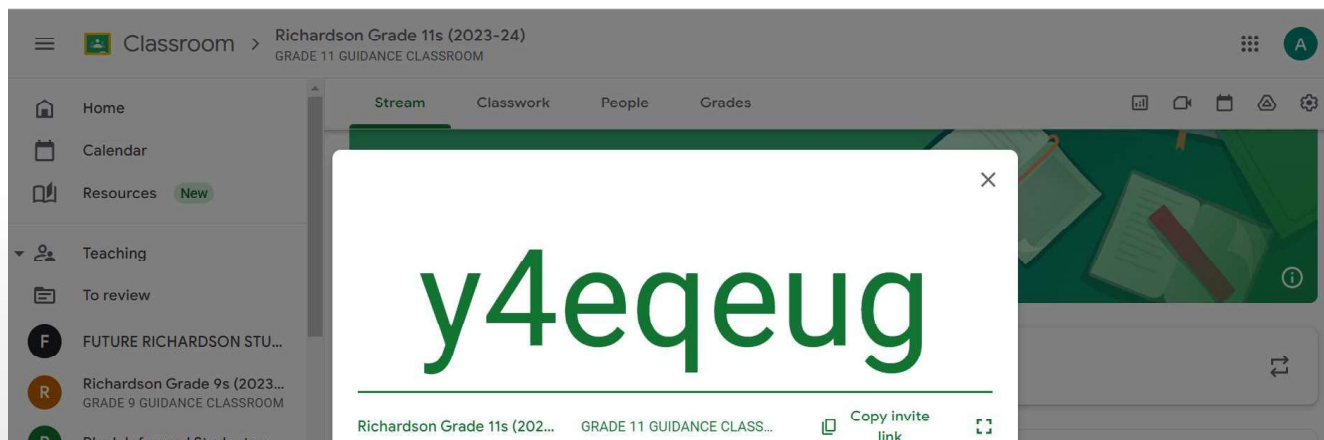 Classroom > Richardson Grade 11s (2023-24)
GRADE 11 GUIDANCE CLASSROOM
A
Home
Calendar
Resources New
Teaching
To review
F FUTURE RICHARDSON STU...
R Richardson Grade 9s (2023...
GRADE 9 GUIDANCE CLASSROOM
Stream Classwork People Grades
y4eqeug
Richardson Grade 11s (202... GRADE 11 GUIDANCE CLASS... Copy invite
link